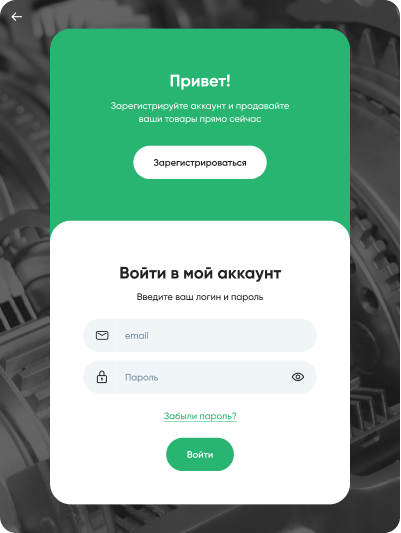 Привет!
Зарегистрируйте аккаунт и продавайте
ваши товары прямо сейчас
Зарегистрироваться
Войти в мой аккаунт
Введите ваш логин и пароль
email
Пароль
Забыли пароль?
Войти